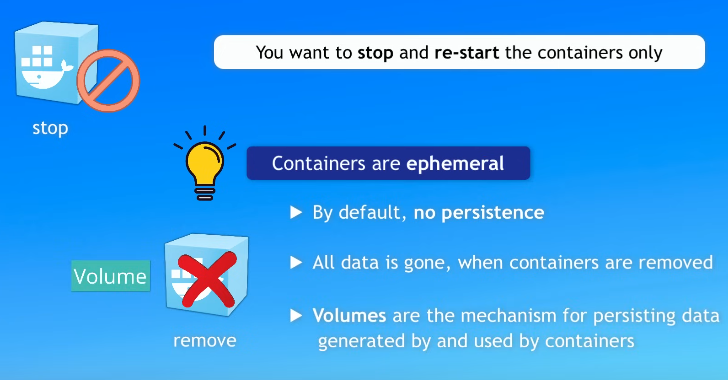 You want to stop and re-start the containers only
stop
Containers are ephemeral
By default, no persistence
All data is gone, when containers are removed
Volume
Volumes are the mechanism for persisting data
generated by and used by containers
remove